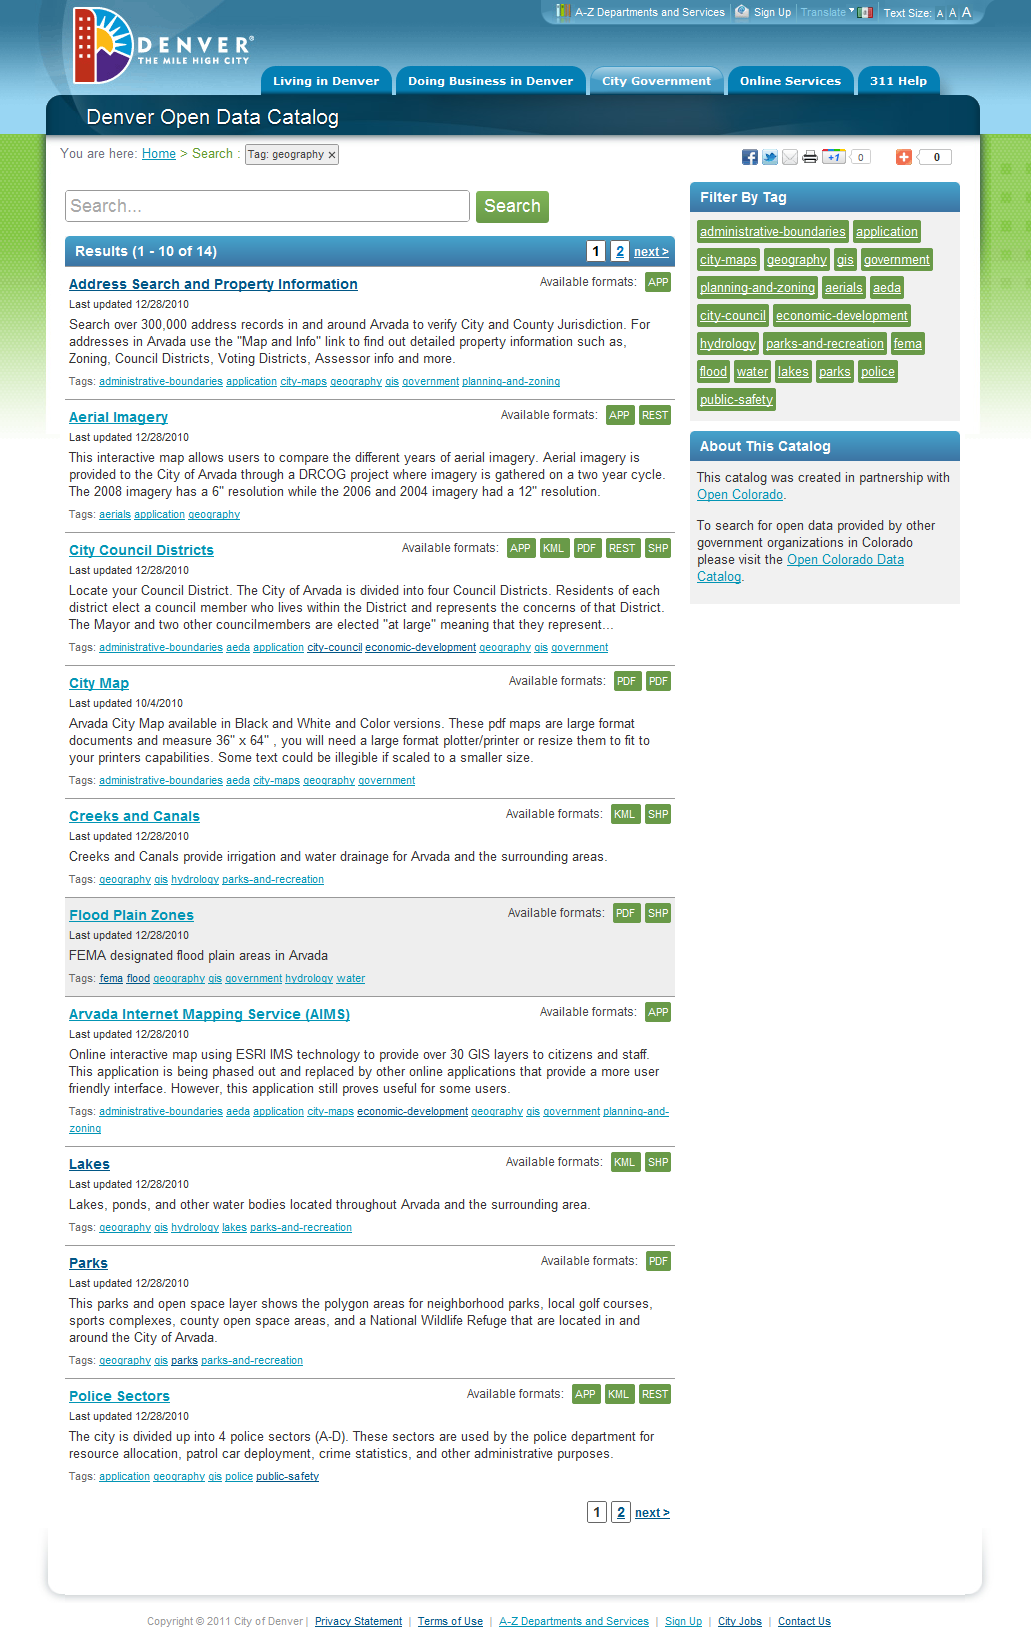 A-Z Departments and Services Sign Up Translate Text Size: A A A
DENVER
THE MILE HIGH CITY
Living in Denver Doing Business in Denver City Government Online Services 311 Help
Denver Open Data Catalog
You are here: Home > Search : Tag: geography ×
+1 0 0
Search... Search
Results (1 - 10 of 14) 1 2 next >
Address Search and Property Information Available formats: APP
Last updated 12/28/2010
Search over 300,000 address records in and around Arvada to verify City and County Jurisdiction. For
addresses in Arvada use the "Map and Info" link to find out detailed property information such as,
Zoning, Council Districts, Voting Districts, Assessor info and more.
Tags: administrative-boundaries application city-maps geography gis government planning-and-zoning
Aerial Imagery Available formats: APP REST
Last updated 12/28/2010
This interactive map allows users to compare the different years of aerial imagery. Aerial imagery is
provided to the City of Arvada through a DRCOG project where imagery is gathered on a two year cycle.
The 2008 imagery has a 6" resolution while the 2006 and 2004 imagery had a 12" resolution.
Tags: aerials application geography
City Council Districts Available formats: APP KML PDF REST SHP
Last updated 12/28/2010
Locate your Council District. The City of Arvada is divided into four Council Districts. Residents of each
district elect a council member who lives within the District and represents the concerns of that District.
The Mayor and two other councilmembers are elected "at large" meaning that they represent...
Tags: administrative-boundaries aeda application city-council economic-development geography gis government
City Map Available formats: PDF PDF
Last updated 10/4/2010
Arvada City Map available in Black and White and Color versions. These pdf maps are large format
documents and measure 36" x 64" , you will need a large format plotter/printer or resize them to fit to
your printers capabilities. Some text could be illegible if scaled to a smaller size.
Tags: administrative-boundaries aeda city-maps geography government
Creeks and Canals Available formats: KML SHP
Last updated 12/28/2010
Creeks and Canals provide irrigation and water drainage for Arvada and the surrounding areas.
Tags: geography gis hydrology parks-and-recreation
Flood Plain Zones Available formats: PDF SHP
Last updated 12/28/2010
FEMA designated flood plain areas in Arvada
Tags: fema flood geography gis government hydrology water
Arvada Internet Mapping Service (AIMS) Available formats: APP
Last updated 12/28/2010
Online interactive map using ESRI IMS technology to provide over 30 GIS layers to citizens and staff.
This application is being phased out and replaced by other online applications that provide a more user
friendly interface. However, this application still proves useful for some users.
Tags: administrative-boundaries aeda application city-maps economic-development geography gis government planning-and-
zoning
Lakes Available formats: KML SHP
Last updated 12/28/2010
Lakes, ponds, and other water bodies located throughout Arvada and the surrounding area.
Tags: geography gis hydrology lakes parks-and-recreation
Parks Available formats: PDF
Last updated 12/28/2010
This parks and open space layer shows the polygon areas for neighborhood parks, local golf courses,
sports complexes, county open space areas, and a National Wildlife Refuge that are located in and
around the City of Arvada.
Tags: geography gis parks parks-and-recreation
Police Sectors Available formats: APP KML REST
Last updated 12/28/2010
The city is divided up into 4 police sectors (A-D). These sectors are used by the police department for
resource allocation, patrol car deployment, crime statistics, and other administrative purposes.
Tags: application geography gis police public-safety
1 2 next >
Filter By Tag
administrative-boundaries application
city-maps geography gis government
planning-and-zoning aerials aeda
city-council economic-development
hydrology parks-and-recreation fema
flood water lakes parks police
public-safety
About This Catalog
This catalog was created in partnership with
Open Colorado.
To search for open data provided by other
government organizations in Colorado
please visit the Open Colorado Data
Catalog.
Copyright © 2011 City of Denver | Privacy Statement | Terms of Use | A-Z Departments and Services | Sign Up | City Jobs | Contact Us